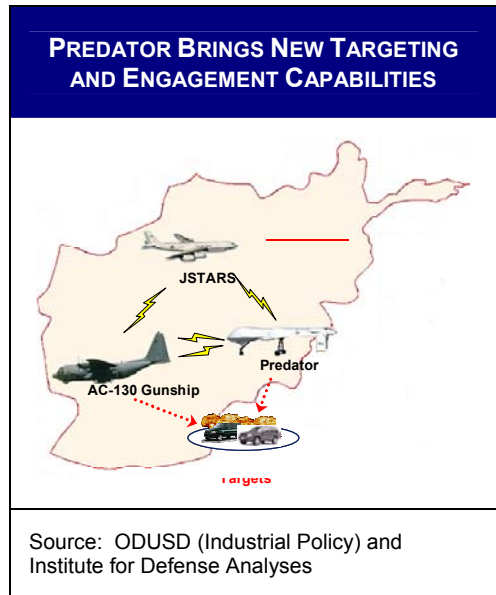 PREDATOR BRINGS NEW TARGETING
AND ENGAGEMENT CAPABILITIES
JSTARS
Predator
AC-130 Gunship
Targets
Source: ODUSD (Industrial Policy) and
Institute for Defense Analyses